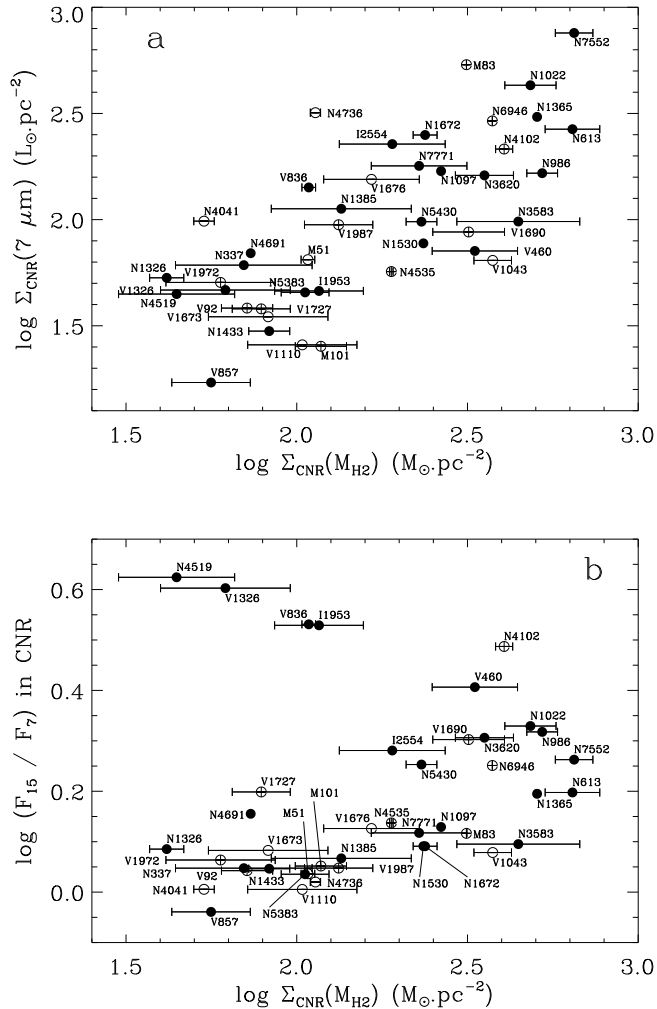 a
3.0
2.5
2.0
1.5
log Σ_CNR(7 μm) (L_⊙.pc^−2)
N7552
M83
N1022
N4736
N6946
N1365
I2554
N1672
N4102
N613
N7771
V836
V1676
N1097
N3620
N986
N1385
N4041
V1987
N5430
N3583
V1690
N4691
M51
N1530
V460
N337
N4535
V1043
N1326
V1972
V1326
N5383
I1953
N4519
V92
V1727
V1673
N1433
V1110
M101
V857
1.5
2.0
2.5
3.0
log Σ_CNR(M_H2) (M_⊙.pc^−2)
b
0.6
0.4
0.2
0.0
log (F_15 / F_7) in CNR
N4519
V1326
V836
I1953
N4102
V460
N1022
V1690
N986
I2554
N3620
N7552
N5430
N6946
V1727
M101
N613
N4691
M51
V1676
N4535
N1097
N1365
N7771
M83
N1326
V1673
N1385
N3583
V1972
V1987
V1043
N337
V92
N1433
N4736
N1530
N1672
N4041
V1110
N5383
V857
1.5
2.0
2.5
3.0
log Σ_CNR(M_H2) (M_⊙.pc^−2)